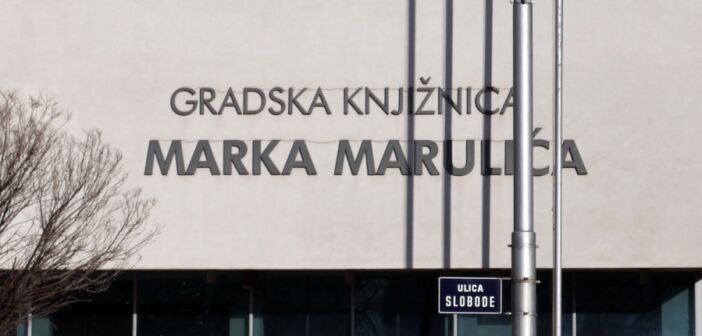 GRADSKA KNJIŽNICA
MARKA MARULIĆA
ULICA
SLOBODE